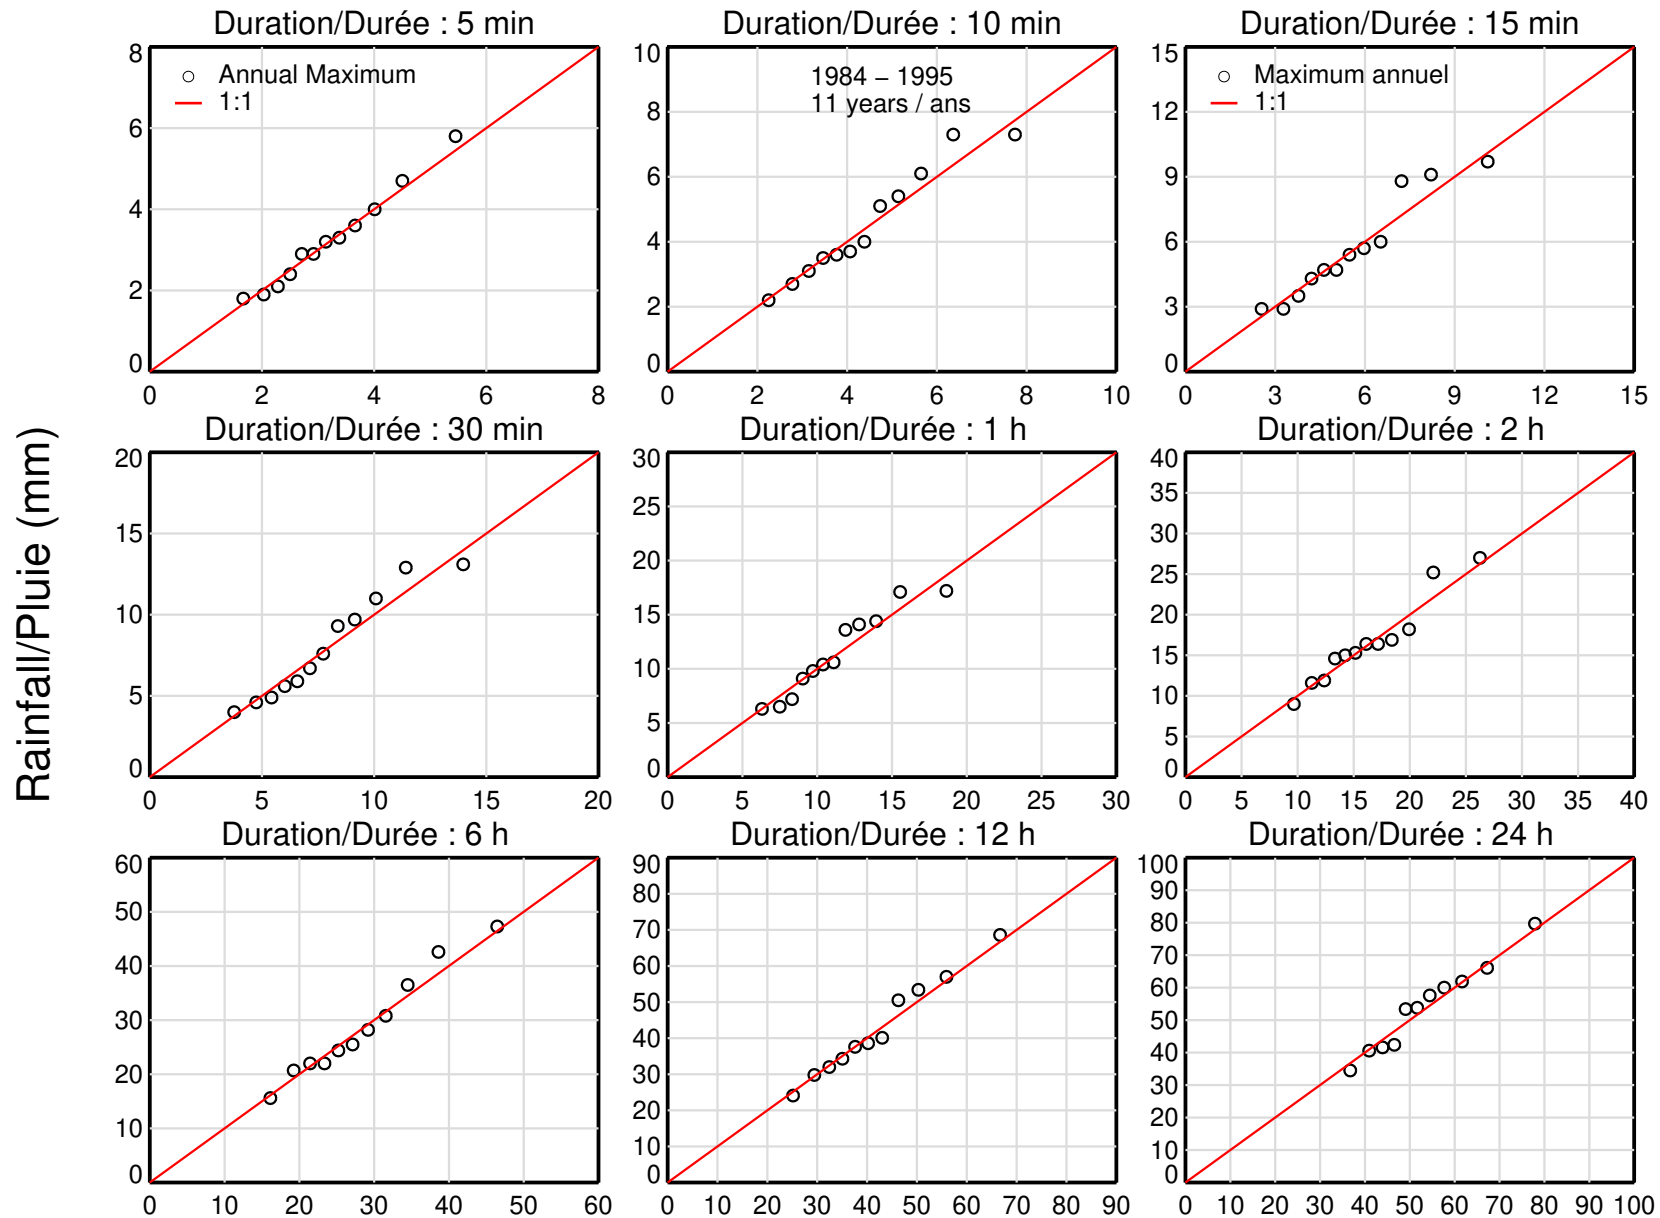 Duration/Durée : 5 min
Duration/Durée : 10 min
Duration/Durée : 15 min
8
6
4
2
0
0 2 4 6 8
Annual Maximum
1:1
10
8
6
4
2
0
0 2 4 6 8 10
1984 – 1995
11 years / ans
15
12
9
6
3
0
0 3 6 9 12 15
Maximum annuel
1:1
Rainfall/Pluie (mm)
Duration/Durée : 30 min
Duration/Durée : 1 h
Duration/Durée : 2 h
20
15
10
5
0
0 5 10 15 20
30
25
20
15
10
5
0
0 5 10 15 20 25 30
40
35
30
25
20
15
10
5
0
0 5 10 15 20 25 30 35 40
Duration/Durée : 6 h
Duration/Durée : 12 h
Duration/Durée : 24 h
60
50
40
30
20
10
0
0 10 20 30 40 50 60
90
80
70
60
50
40
30
20
10
0
0 10 20 30 40 50 60 70 80 90
100
90
80
70
60
50
40
30
20
10
0
0 10 20 30 40 50 60 70 80 90 100